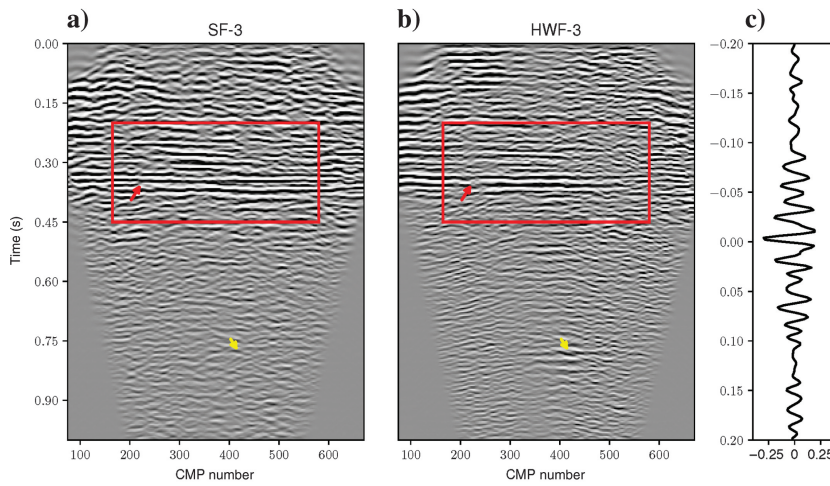 a)
SF-3
b)
HWF-3
c)
Time (s)
0.00
0.15
0.30
0.45
0.60
0.75
0.90
100 200 300 400 500 600
CMP number
100 200 300 400 500 600
CMP number
−0.20
−0.15
−0.10
−0.05
0.00
0.05
0.10
0.15
0.20
−0.25 0 0.25